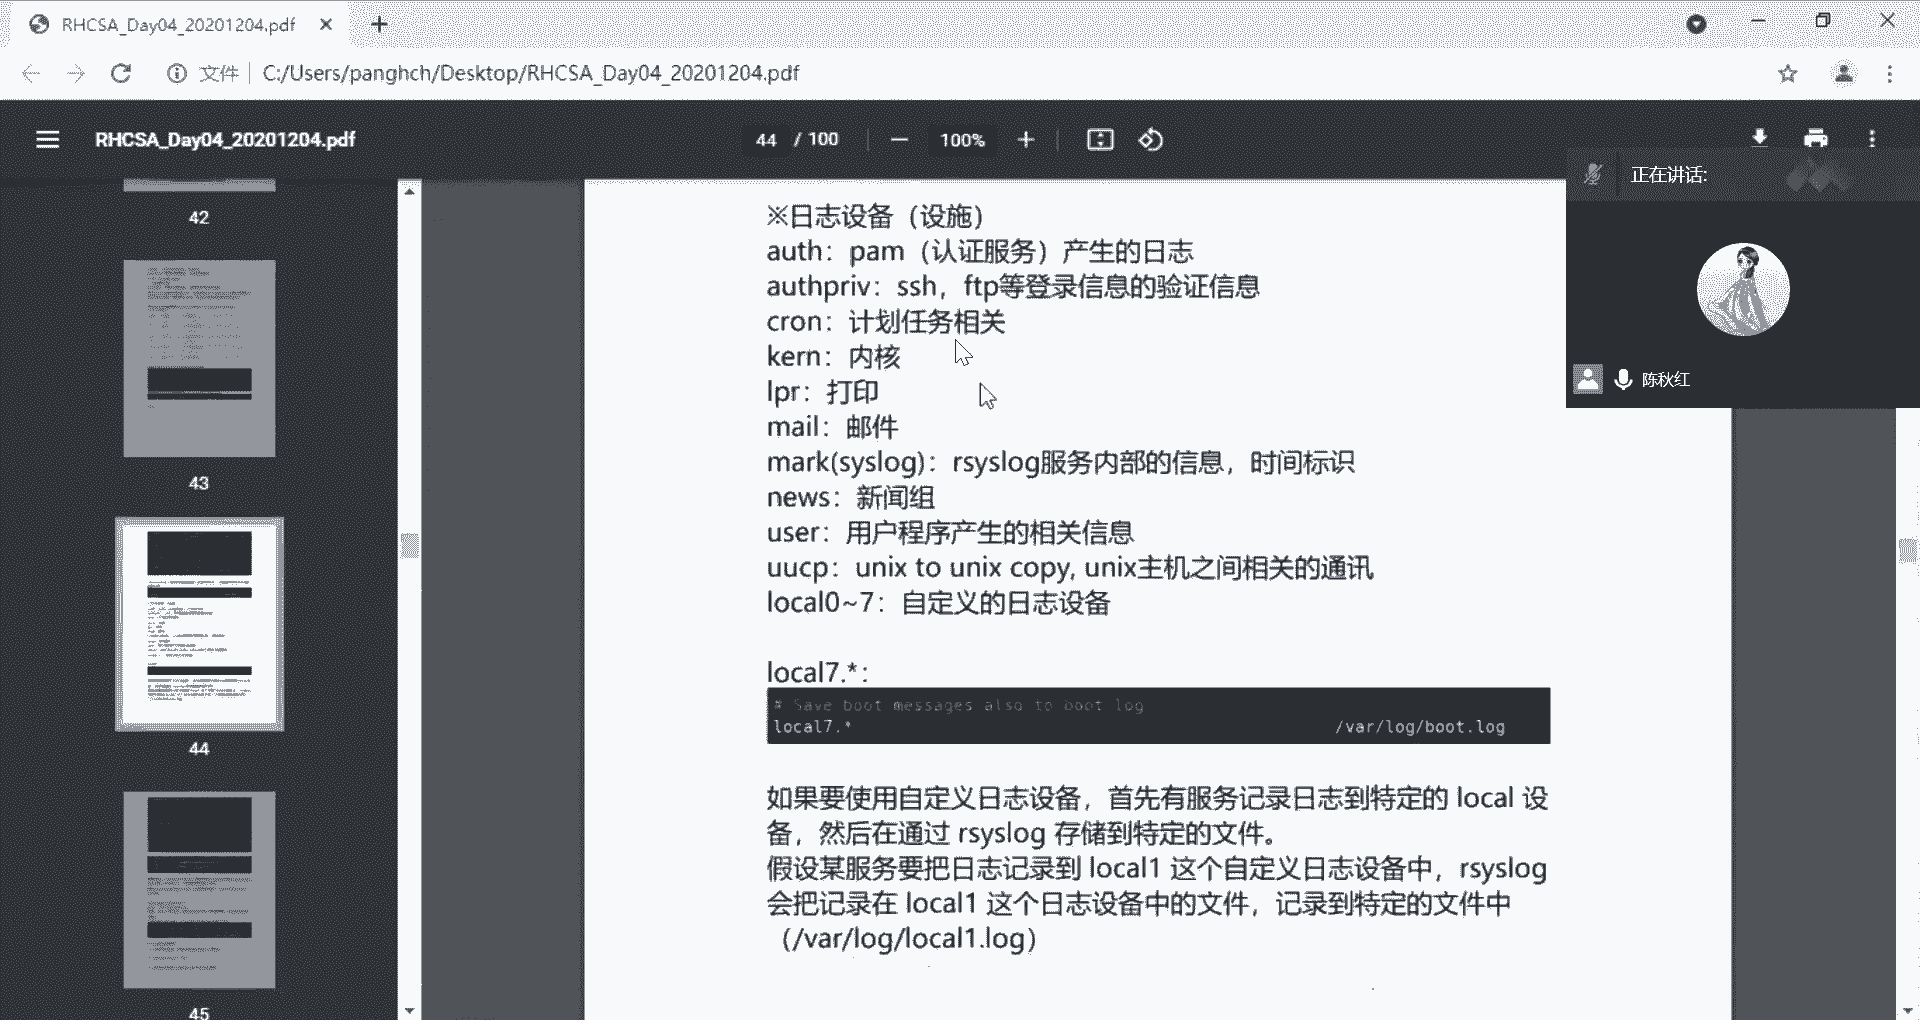 RHCSA_Day04_20201204.pdf
文件 C:/Users/panghch/Desktop/RHCSA_Day04_20201204.pdf
RHCSA_Day04_20201204.pdf
44 / 100
100%
正在讲话:
陈秋红
42
43
44
45
※日志设备（设施）
auth：pam（认证服务）产生的日志
authpriv：ssh，ftp等登录信息的验证信息
cron：计划任务相关
kern：内核
lpr：打印
mail：邮件
mark(syslog)：rsyslog服务内部的信息，时间标识
news：新闻组
user：用户程序产生的相关信息
uucp：unix to unix copy, unix主机之间相关的通讯
local0~7：自定义的日志设备
local7.*：
# Save boot messages also to boot log
local7.* /var/log/boot.log
如果要使用自定义日志设备，首先有服务记录日志到特定的 local 设
备，然后在通过 rsyslog 存储到特定的文件。
假设某服务要把日志记录到 local1 这个自定义日志设备中，rsyslog
会把记录在 local1 这个日志设备中的文件，记录到特定的文件中
（/var/log/local1.log）